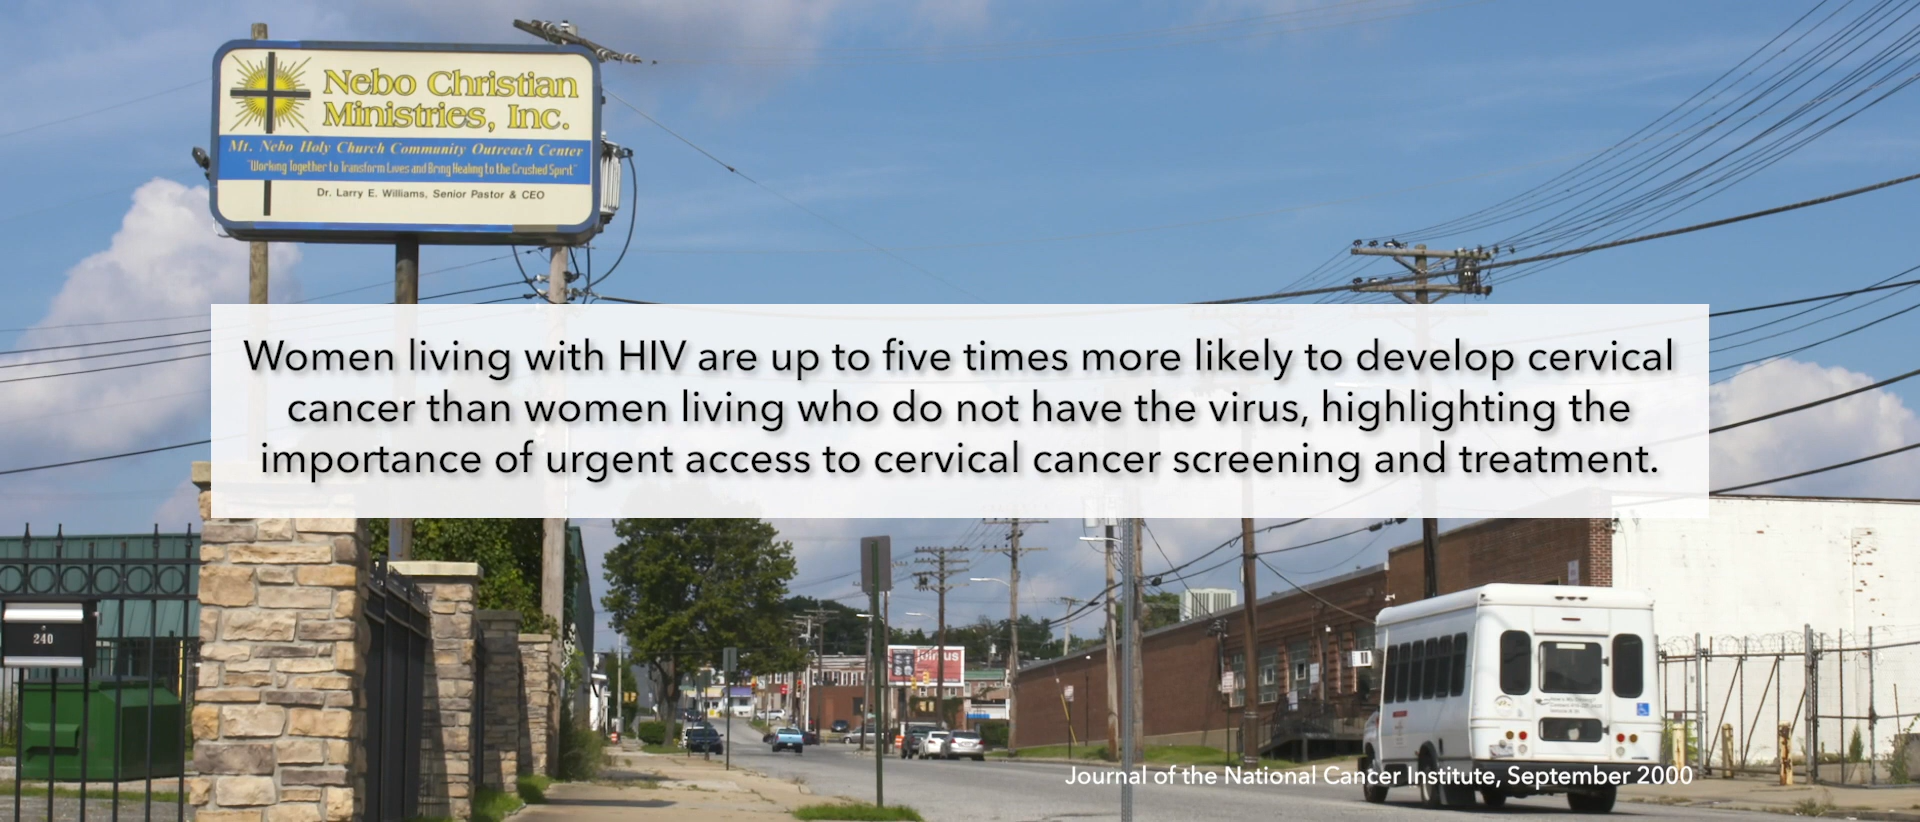 Nebo Christian
Ministries, Inc.
Mt. Nebo Holy Church Community Outreach Center
"Working Together to Transform Lives and Bring Healing to the Crushed Spirit"
Dr. Larry E. Williams, Senior Pastor & CEO
Women living with HIV are up to five times more likely to develop cervical
cancer than women living who do not have the virus, highlighting the
importance of urgent access to cervical cancer screening and treatment.
240
join us
Journal of the National Cancer Institute, September 2000